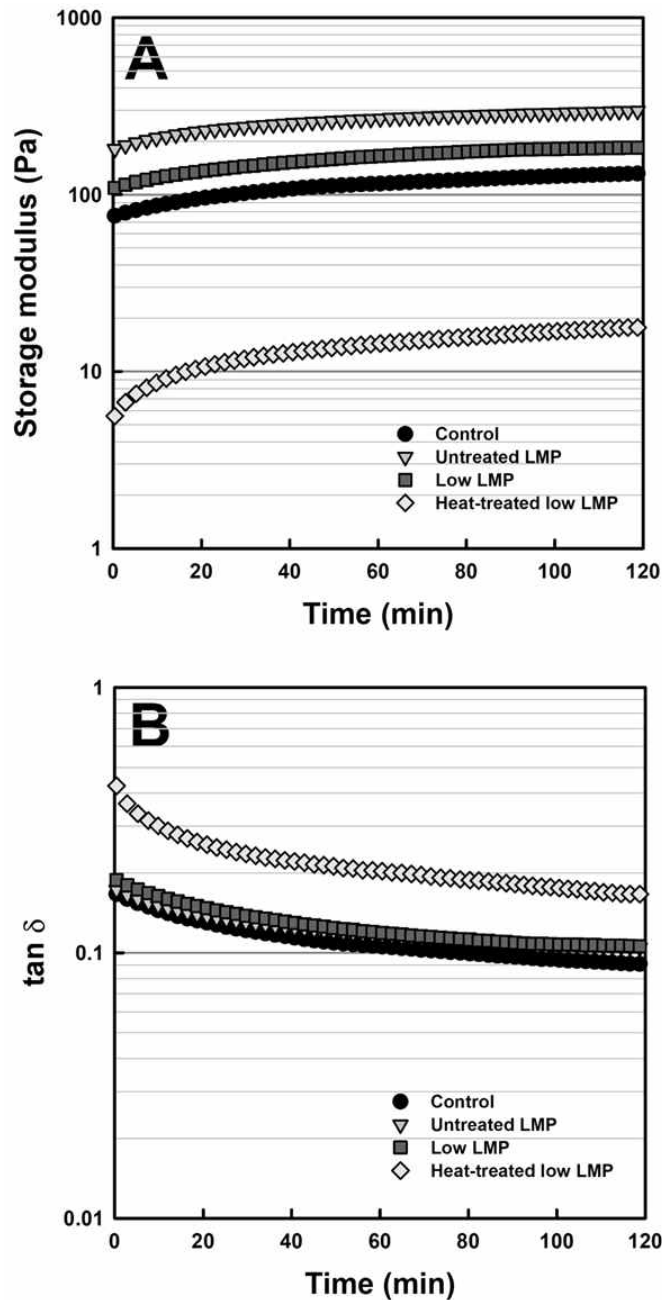 A
1000
100
10
1
Storage modulus (Pa)
Control
Untreated LMP
Low LMP
Heat-treated low LMP
0 20 40 60 80 100 120
Time (min)
B
1
0.1
0.01
tan δ
Control
Untreated LMP
Low LMP
Heat-treated low LMP
0 20 40 60 80 100 120
Time (min)